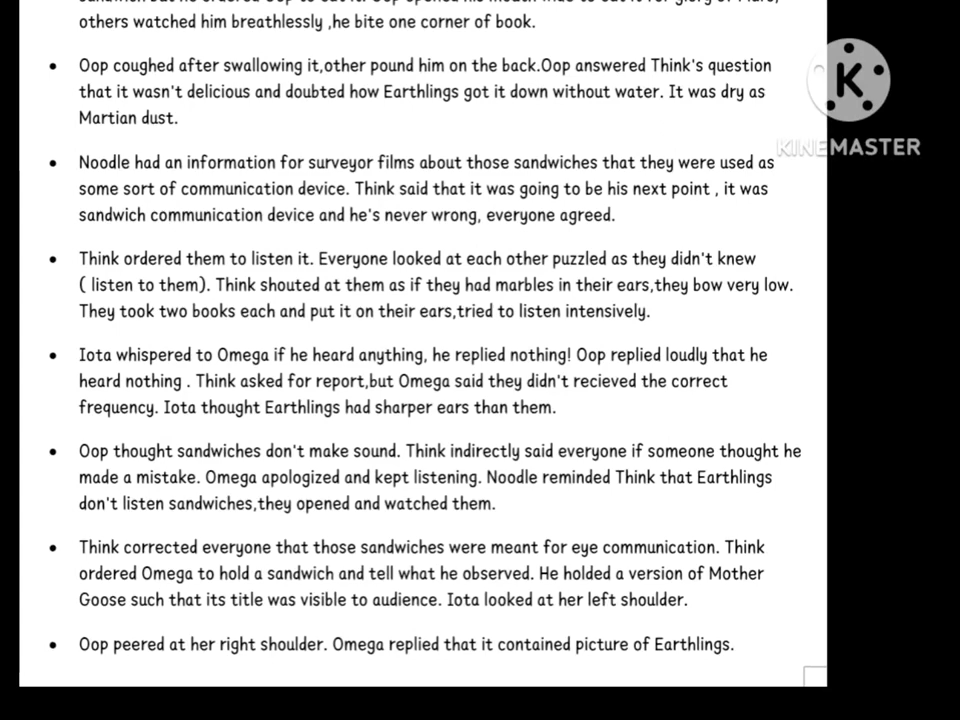 others watched him breathlessly ,he bite one corner of book.
• Oop coughed after swallowing it,other pound him on the back.Oop answered Think's question
that it wasn't delicious and doubted how Earthlings got it down without water. It was dry as
Martian dust.
• Noodle had an information for surveyor films about those sandwiches that they were used as
some sort of communication device. Think said that it was going to be his next point , it was
sandwich communication device and he's never wrong, everyone agreed.
• Think ordered them to listen it. Everyone looked at each other puzzled as they didn't knew
( listen to them). Think shouted at them as if they had marbles in their ears,they bow very low.
They took two books each and put it on their ears,tried to listen intensively.
• Iota whispered to Omega if he heard anything, he replied nothing! Oop replied loudly that he
heard nothing . Think asked for report,but Omega said they didn't recieved the correct
frequency. Iota thought Earthlings had sharper ears than them.
• Oop thought sandwiches don't make sound. Think indirectly said everyone if someone thought he
made a mistake. Omega apologized and kept listening. Noodle reminded Think that Earthlings
don't listen sandwiches,they opened and watched them.
• Think corrected everyone that those sandwiches were meant for eye communication. Think
ordered Omega to hold a sandwich and tell what he observed. He holded a version of Mother
Goose such that its title was visible to audience. Iota looked at her left shoulder.
• Oop peered at her right shoulder. Omega replied that it contained picture of Earthlings.
K
KINEMASTER